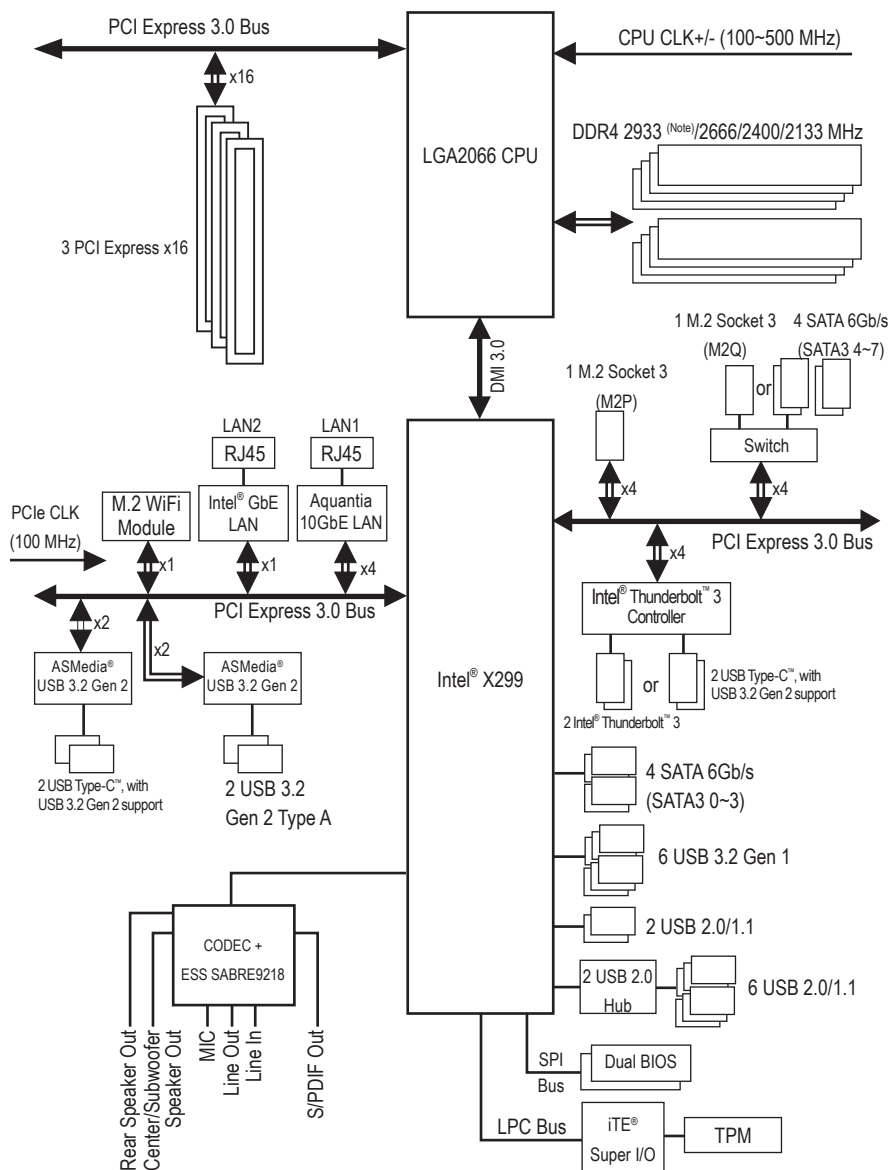 PCI Express 3.0 Bus
x16
3 PCI Express x16
LGA2066 CPU
CPU CLK+/- (100~500 MHz)
DDR4 2933 (Note)/2666/2400/2133 MHz
DMI 3.0
1 M.2 Socket 3
(M2P)
x4
1 M.2 Socket 3
(M2Q)
or
4 SATA 6Gb/s
(SATA3 4~7)
Switch
x4
PCI Express 3.0 Bus
LAN2
RJ45
Intel® GbE
LAN
x1
LAN1
RJ45
Aquantia
10GbE LAN
x4
PCIe CLK
(100 MHz)
M.2 WiFi
Module
x1
PCI Express 3.0 Bus
x2
ASMedia®
USB 3.2 Gen 2
2 USB Type-C™, with
USB 3.2 Gen 2 support
x2
ASMedia®
USB 3.2 Gen 2
2 USB 3.2
Gen 2 Type A
Intel® X299
x4
Intel® Thunderbolt™ 3
Controller
or
2 Intel® Thunderbolt™ 3
2 USB Type-C™, with
USB 3.2 Gen 2 support
4 SATA 6Gb/s
(SATA3 0~3)
6 USB 3.2 Gen 1
2 USB 2.0/1.1
2 USB 2.0
Hub
6 USB 2.0/1.1
CODEC +
ESS SABRE9218
Rear Speaker Out
Center/Subwoofer
Speaker Out
MIC
Line Out
Line In
S/PDIF Out
SPI
Bus
Dual BIOS
LPC Bus
iTE®
Super I/O
TPM